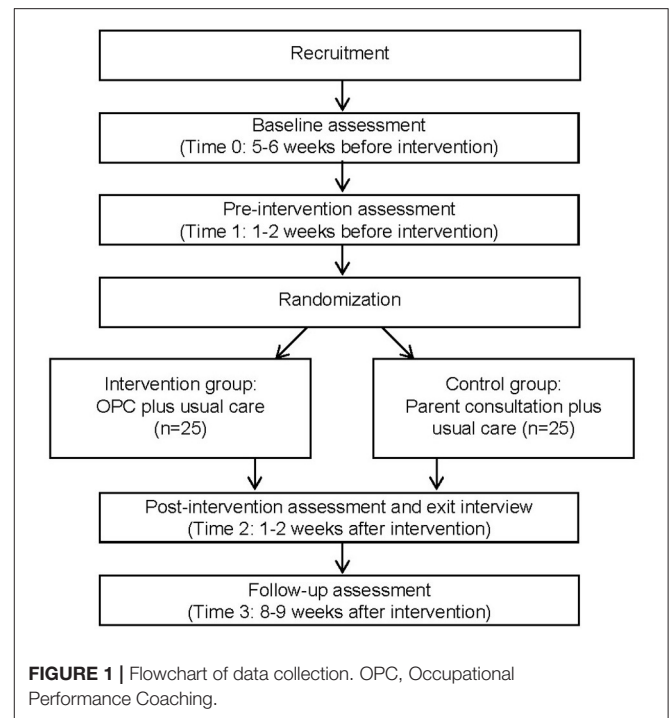 Recruitment
Baseline assessment
(Time 0: 5-6 weeks before intervention)
Pre-intervention assessment
(Time 1: 1-2 weeks before intervention)
Randomization
Intervention group:
OPC plus usual care
(n=25)
Control group:
Parent consultation plus
usual care (n=25)
Post-intervention assessment and exit interview
(Time 2: 1-2 weeks after intervention)
Follow-up assessment
(Time 3: 8-9 weeks after intervention)
FIGURE 1 | Flowchart of data collection. OPC, Occupational
Performance Coaching.